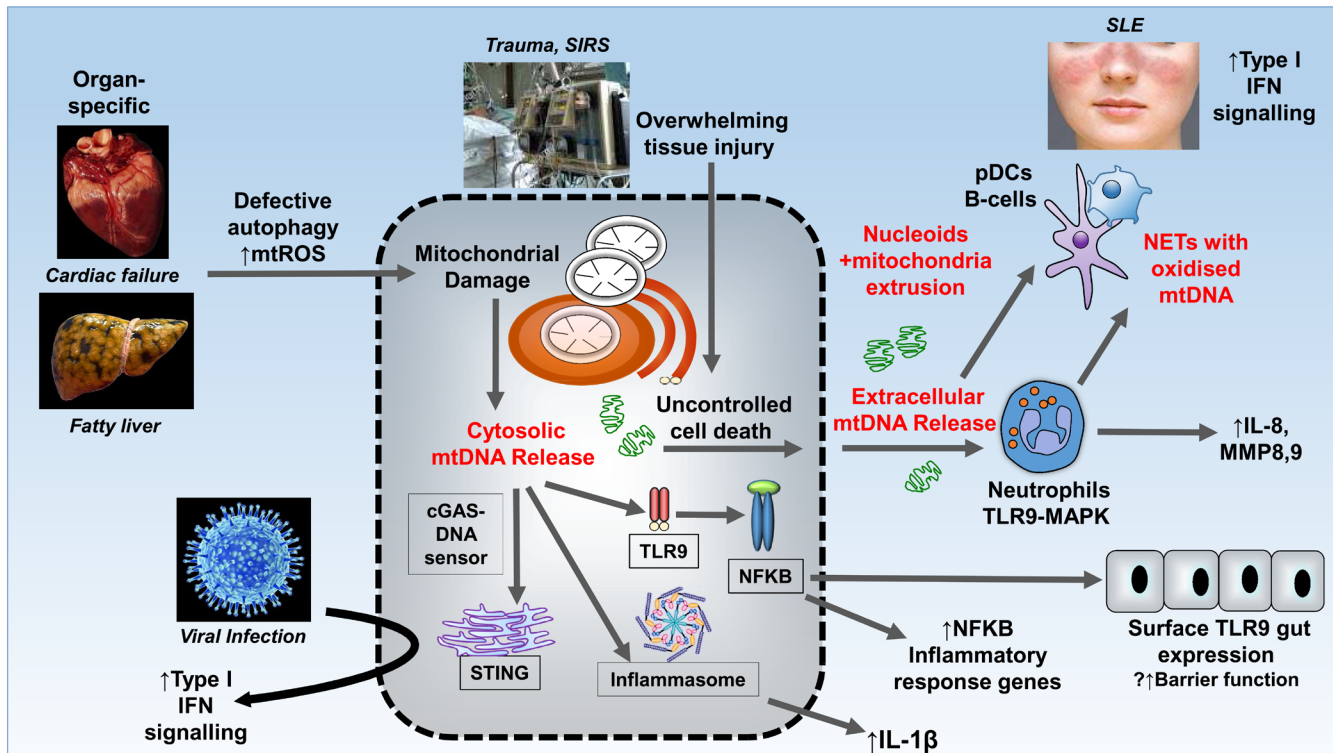 Organ-
specific
Cardiac failure
Fatty liver
Defective
autophagy
↑mtROS
Trauma, SIRS
Overwhelming
tissue injury
SLE
↑Type I
IFN
signalling
pDCs
B-cells
Mitochondrial
Damage
Nucleoids
+mitochondria
extrusion
NETs with
oxidised
mtDNA
Cytosolic
mtDNA Release
Uncontrolled
cell death
Extracellular
mtDNA Release
Neutrophils
TLR9-MAPK
↑IL-8,
MMP8,9
cGAS-
DNA
sensor
TLR9
NFKB
STING
Inflammasome
Viral Infection
↑Type I
IFN
signalling
↑NFKB
Inflammatory
response genes
Surface TLR9 gut
expression
?↑Barrier function
↑IL-1β